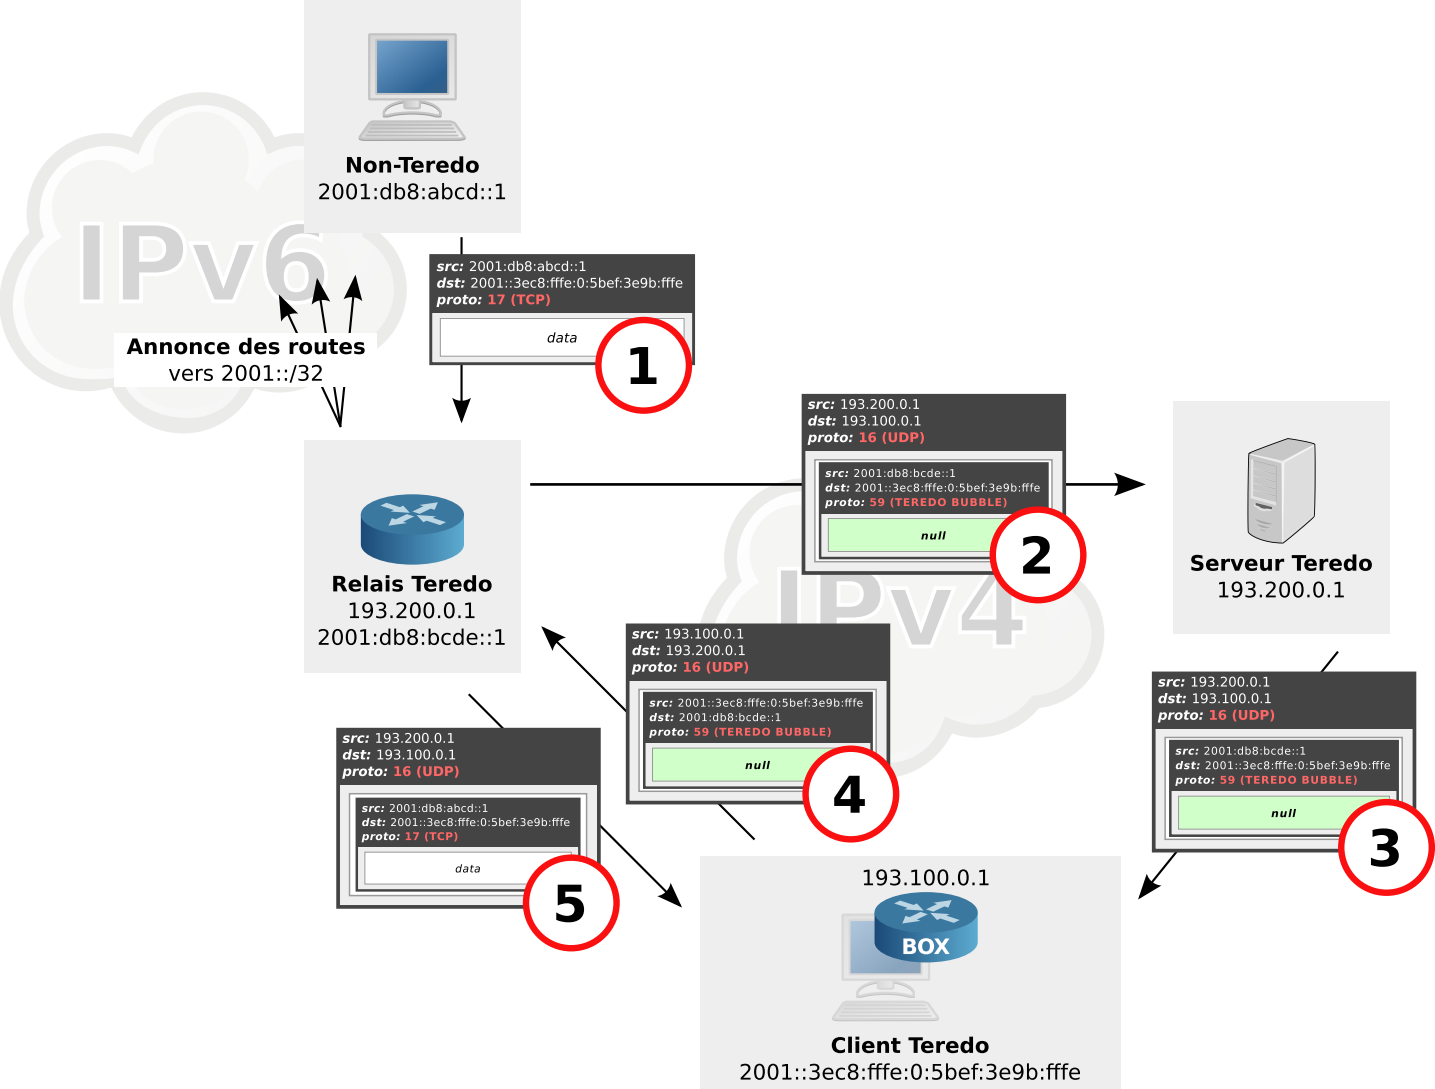 Non-Teredo
2001:db8:abcd::1
IPv6
src: 2001:db8:abcd::1
dst: 2001::3ec8:fffe:0:5bef:3e9b:fffe
proto: 17 (TCP)
data
1
Annonce des routes
vers 2001::/32
Relais Teredo
193.200.0.1
2001:db8:bcde::1
src: 193.200.0.1
dst: 193.100.0.1
proto: 16 (UDP)
src: 2001:db8:bcde::1
dst: 2001::3ec8:fffe:0:5bef:3e9b:fffe
proto: 59 (TEREDO BUBBLE)
null
2
Serveur Teredo
193.200.0.1
IPv4
src: 193.200.0.1
dst: 193.100.0.1
proto: 16 (UDP)
src: 2001:db8:bcde::1
dst: 2001::3ec8:fffe:0:5bef:3e9b:fffe
proto: 59 (TEREDO BUBBLE)
null
3
src: 193.100.0.1
dst: 193.200.0.1
proto: 16 (UDP)
src: 2001::3ec8:fffe:0:5bef:3e9b:fffe
dst: 2001:db8:bcde::1
proto: 59 (TEREDO BUBBLE)
null
4
src: 193.200.0.1
dst: 193.100.0.1
proto: 16 (UDP)
src: 2001:db8:abcd::1
dst: 2001::3ec8:fffe:0:5bef:3e9b:fffe
proto: 17 (TCP)
data
5
193.100.0.1
BOX
Client Teredo
2001::3ec8:fffe:0:5bef:3e9b:fffe